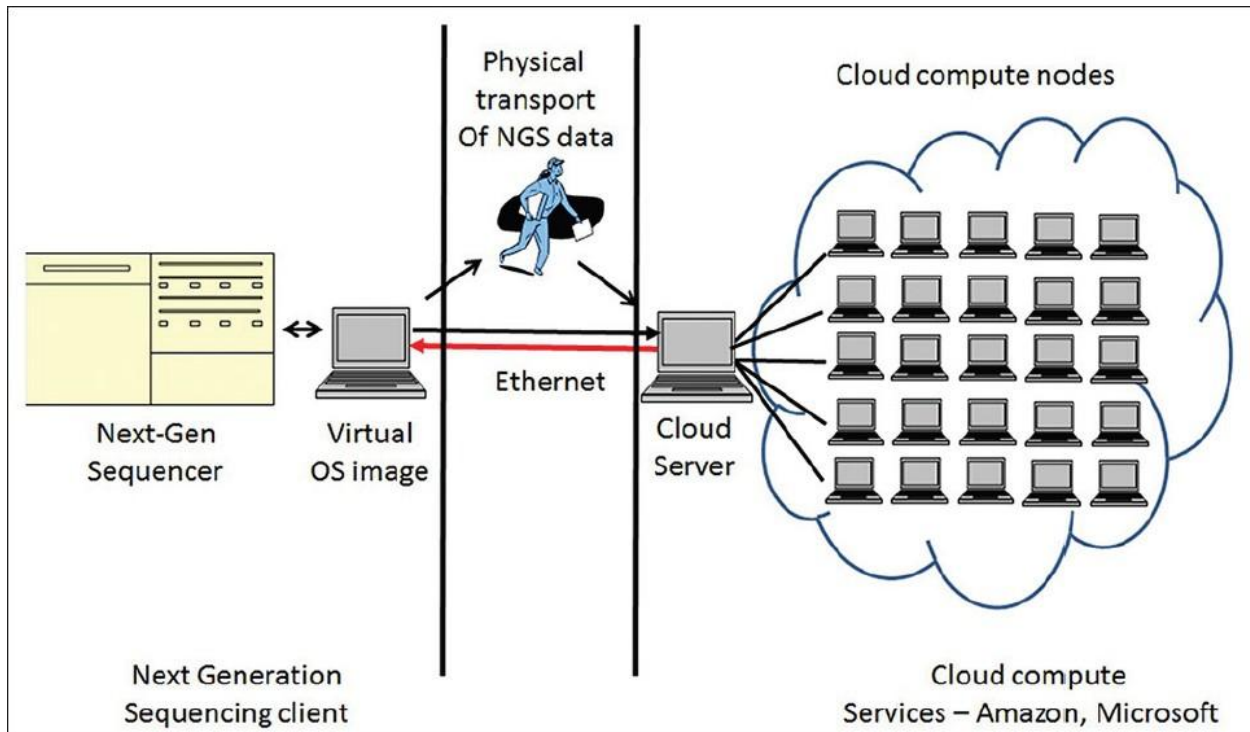 Physical
transport
Of NGS data
Cloud compute nodes
Ethernet
Next-Gen
Sequencer
Virtual
OS image
Cloud
Server
Next Generation
Sequencing client
Cloud compute
Services – Amazon, Microsoft